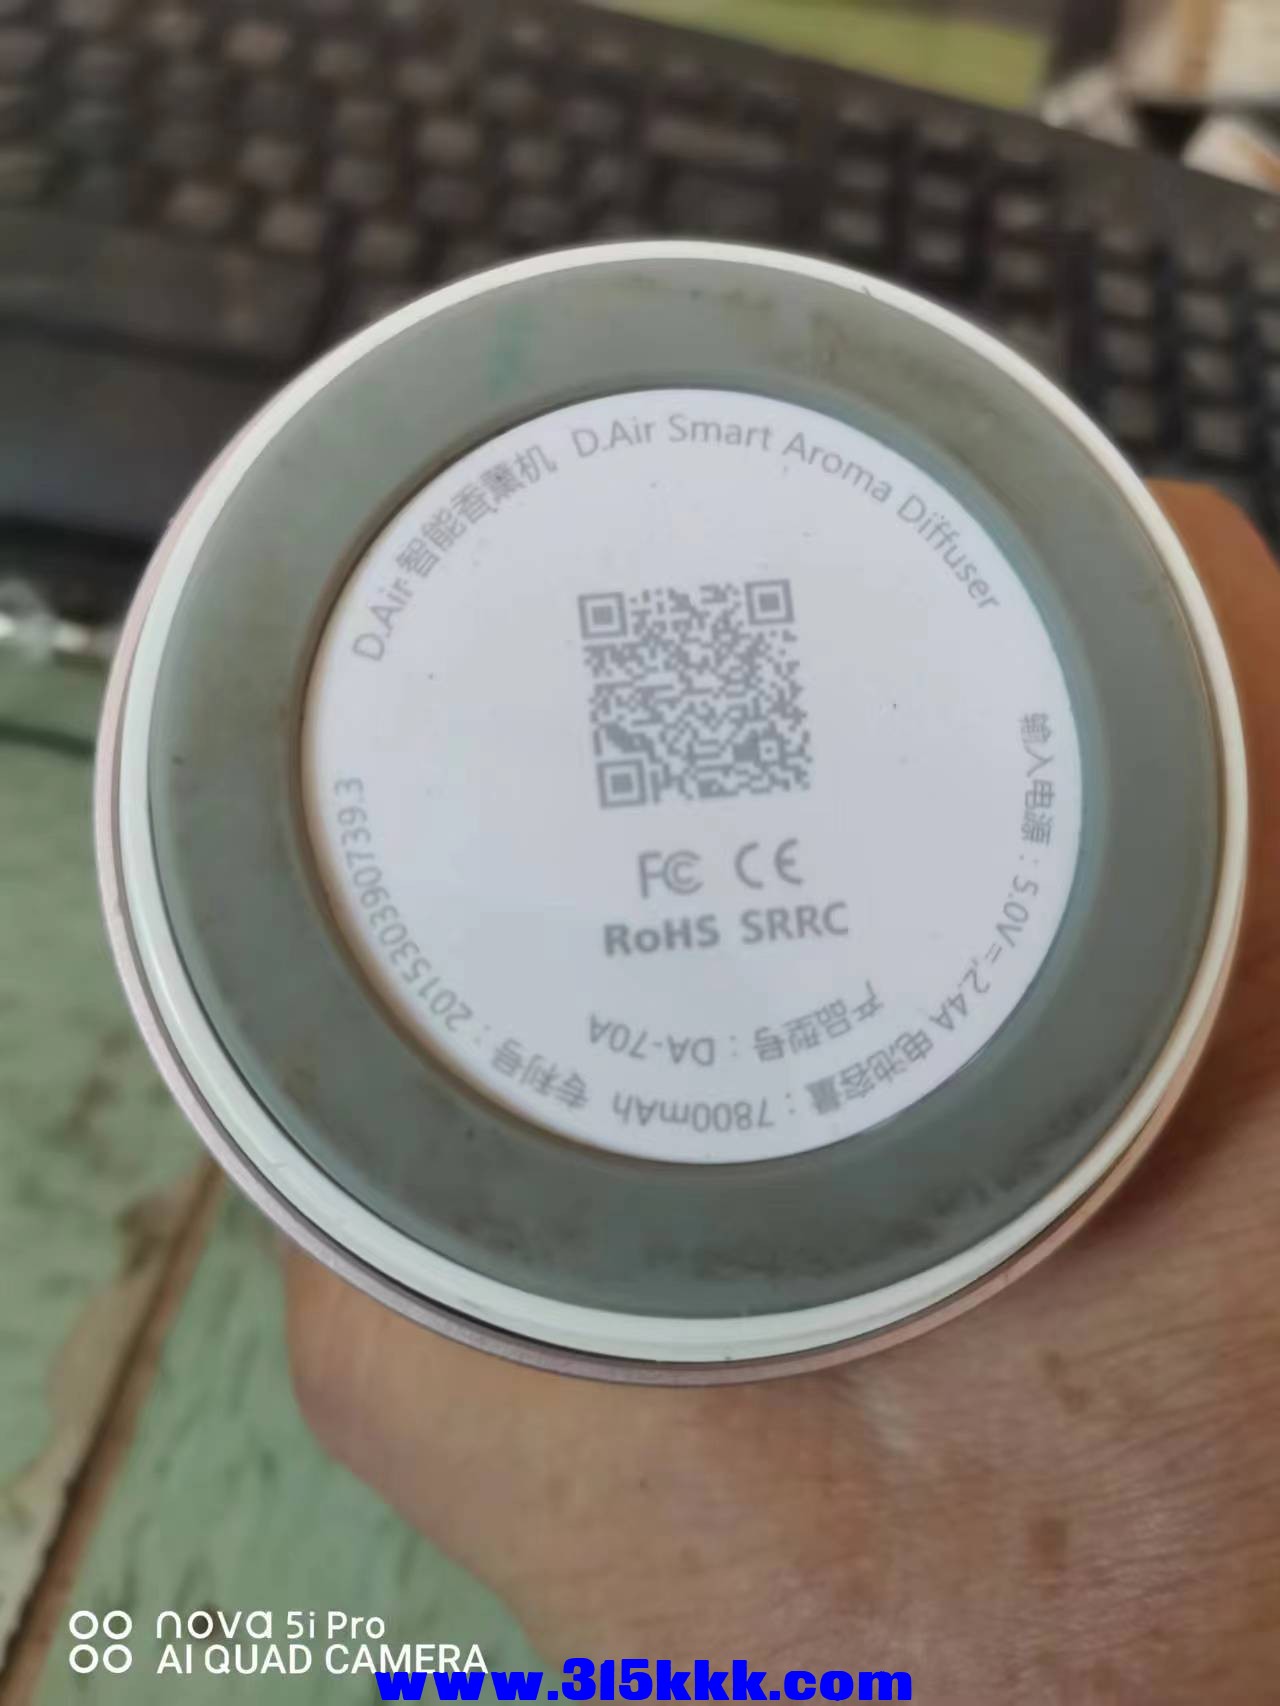 D.Air 智能香薰机 D.Air Smart Aroma Diffuser
FC CE
RoHS SRRC
产品型号：DA-70A
输入电源：5.0V⎓,2.4A 电池容量：7800mAh 专利号：201530390739.3
nova 5i Pro
AI QUAD CAMERA
www.315kkk.com